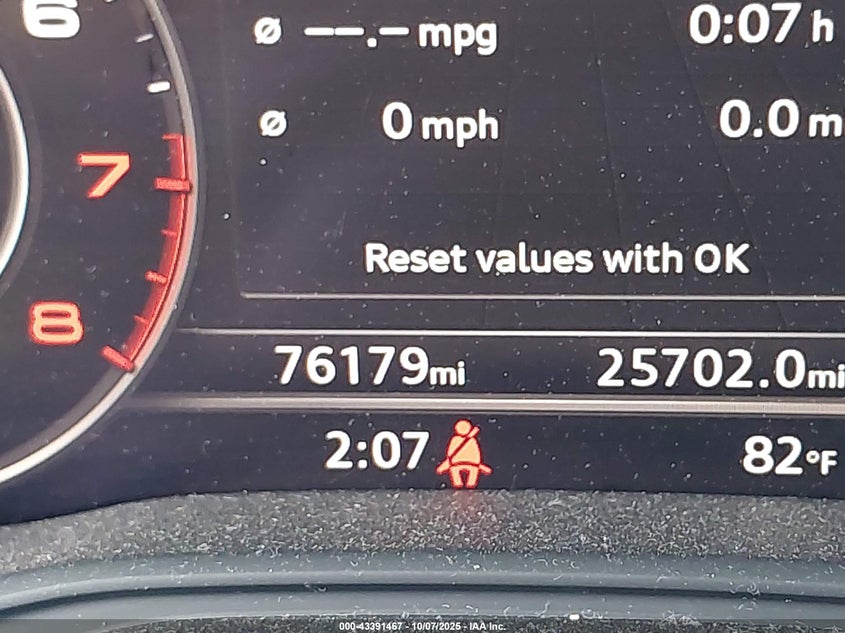 6
Ø --.- mpg 0:07 h
Ø 0 mph 0.0 m
7
Reset values with OK
8
76179mi 25702.0mi
2:07 82°F
000-43391467 - 10/07/2025 - IAA Inc.